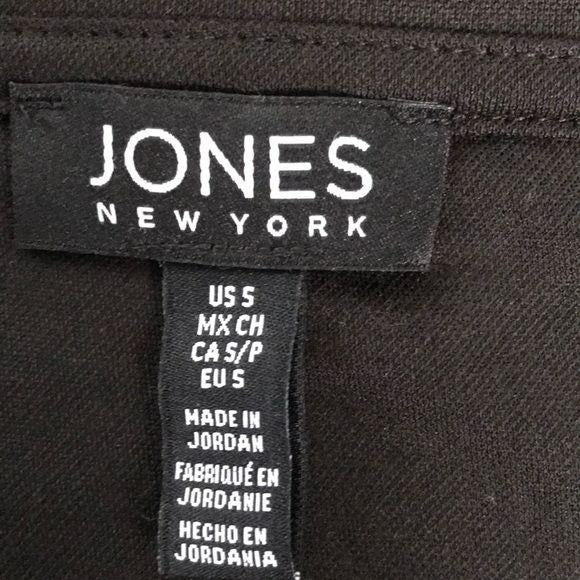 JONES
NEW YORK
US S
MX CH
CA S/P
EU S
MADE IN
JORDAN
FABRIQUÉ EN
JORDANIE
HECHO EN
JORDANIA